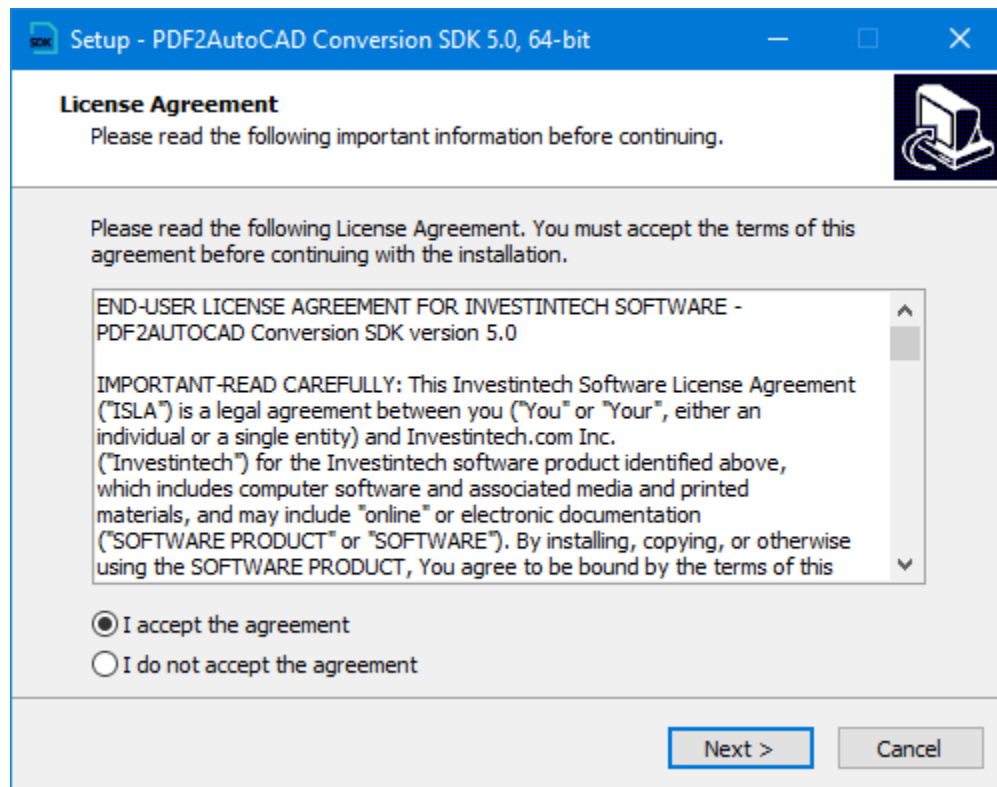 SDK
Setup - PDF2AutoCAD Conversion SDK 5.0, 64-bit
License Agreement
Please read the following important information before continuing.
Please read the following License Agreement. You must accept the terms of this
agreement before continuing with the installation.
END-USER LICENSE AGREEMENT FOR INVESTINTECH SOFTWARE -
PDF2AUTOCAD Conversion SDK version 5.0
IMPORTANT-READ CAREFULLY: This Investintech Software License Agreement
("ISLA") is a legal agreement between you ("You" or "Your", either an
individual or a single entity) and Investintech.com Inc.
("Investintech") for the Investintech software product identified above,
which includes computer software and associated media and printed
materials, and may include "online" or electronic documentation
("SOFTWARE PRODUCT" or "SOFTWARE"). By installing, copying, or otherwise
using the SOFTWARE PRODUCT, You agree to be bound by the terms of this
I accept the agreement
I do not accept the agreement
Next >
Cancel